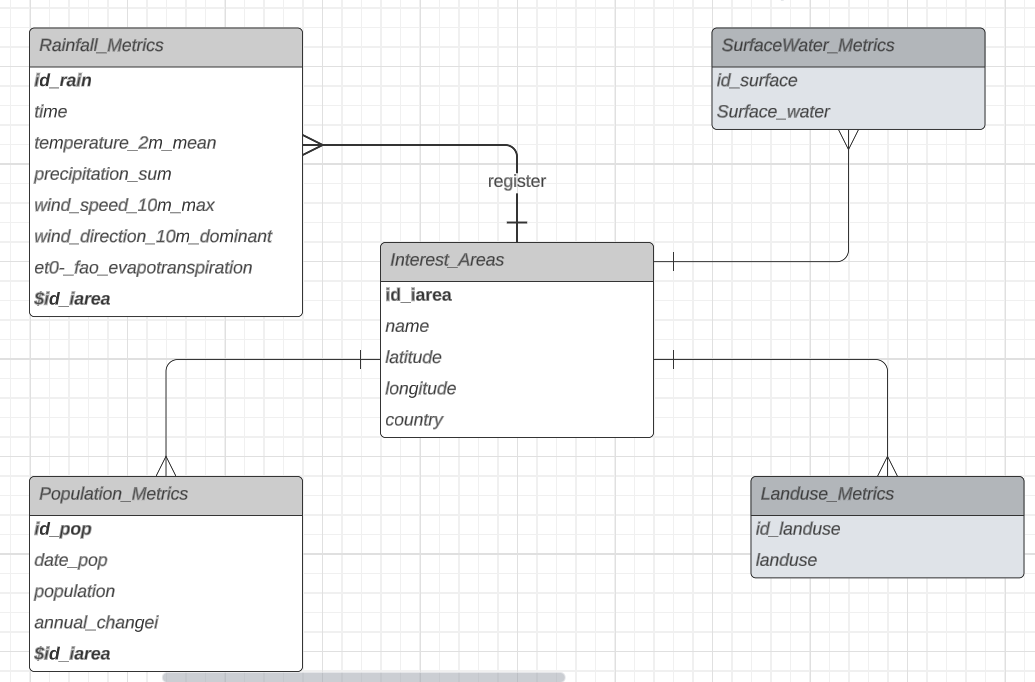 Rainfall_Metrics
id_rain
time
temperature_2m_mean
precipitation_sum
wind_speed_10m_max
wind_direction_10m_dominant
et0-_fao_evapotranspiration
$id_iarea
SurfaceWater_Metrics
id_surface
Surface_water
register
Interest_Areas
id_iarea
name
latitude
longitude
country
Population_Metrics
id_pop
date_pop
population
annual_changei
$id_iarea
Landuse_Metrics
id_landuse
landuse